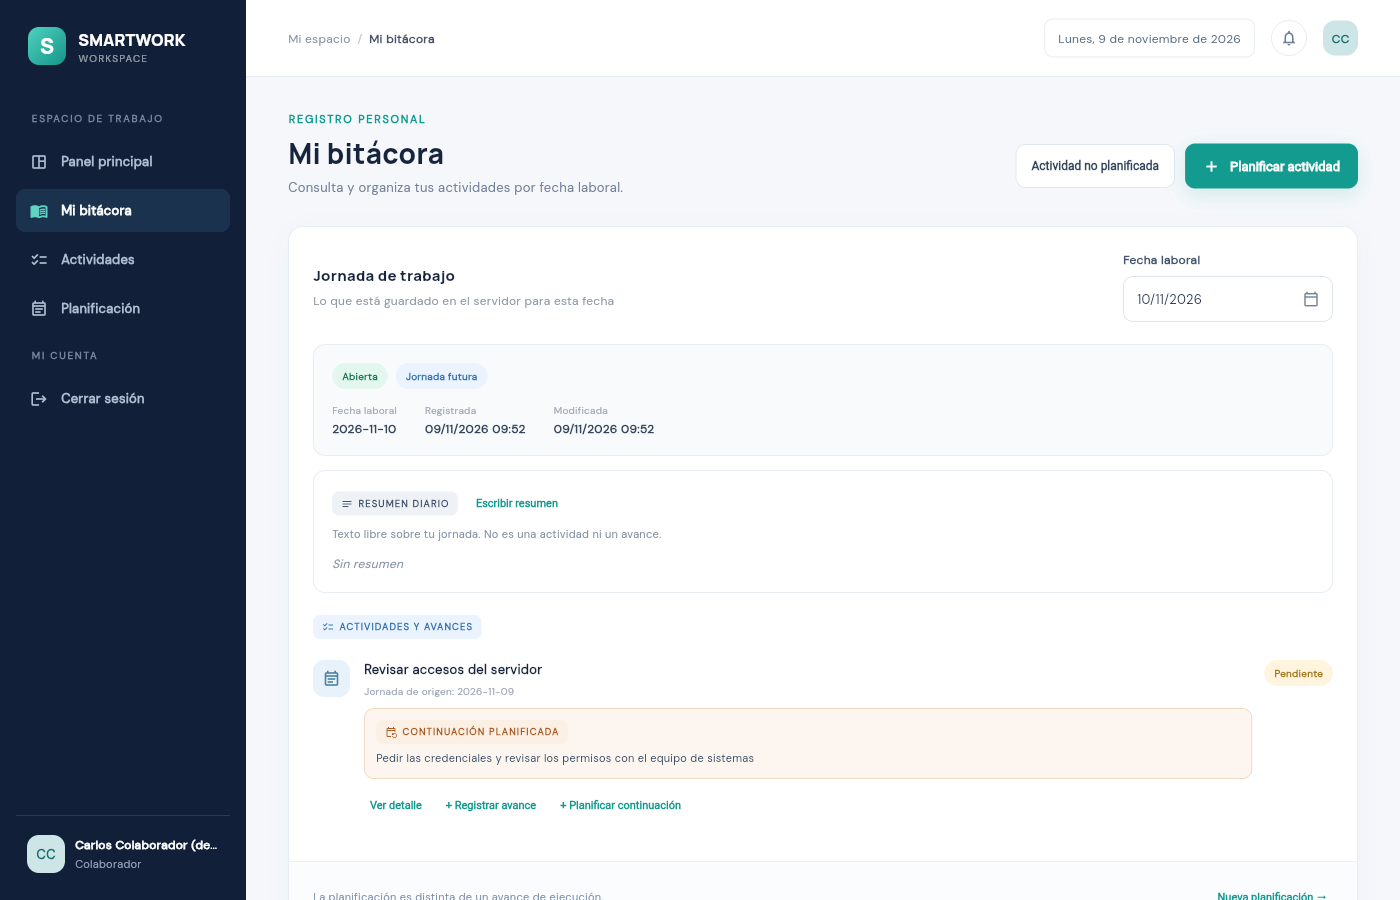 S
SMARTWORK
WORKSPACE
ESPACIO DE TRABAJO
Panel principal
Mi bitácora
Actividades
Planificación
MI CUENTA
Cerrar sesión
CC
Carlos Colaborador (de...
Colaborador
Mi espacio / Mi bitácora
Lunes, 9 de noviembre de 2026
CC
REGISTRO PERSONAL
Mi bitácora
Consulta y organiza tus actividades por fecha laboral.
Actividad no planificada
+ Planificar actividad
Jornada de trabajo
Lo que está guardado en el servidor para esta fecha
Fecha laboral
10/11/2026
Abierta
Jornada futura
Fecha laboral
2026-11-10
Registrada
09/11/2026 09:52
Modificada
09/11/2026 09:52
RESUMEN DIARIO
Escribir resumen
Texto libre sobre tu jornada. No es una actividad ni un avance.
Sin resumen
ACTIVIDADES Y AVANCES
Revisar accesos del servidor
Pendiente
Jornada de origen: 2026-11-09
CONTINUACIÓN PLANIFICADA
Pedir las credenciales y revisar los permisos con el equipo de sistemas
Ver detalle
+ Registrar avance
+ Planificar continuación
La planificación es distinta de un avance de ejecución.
Nueva planificación →